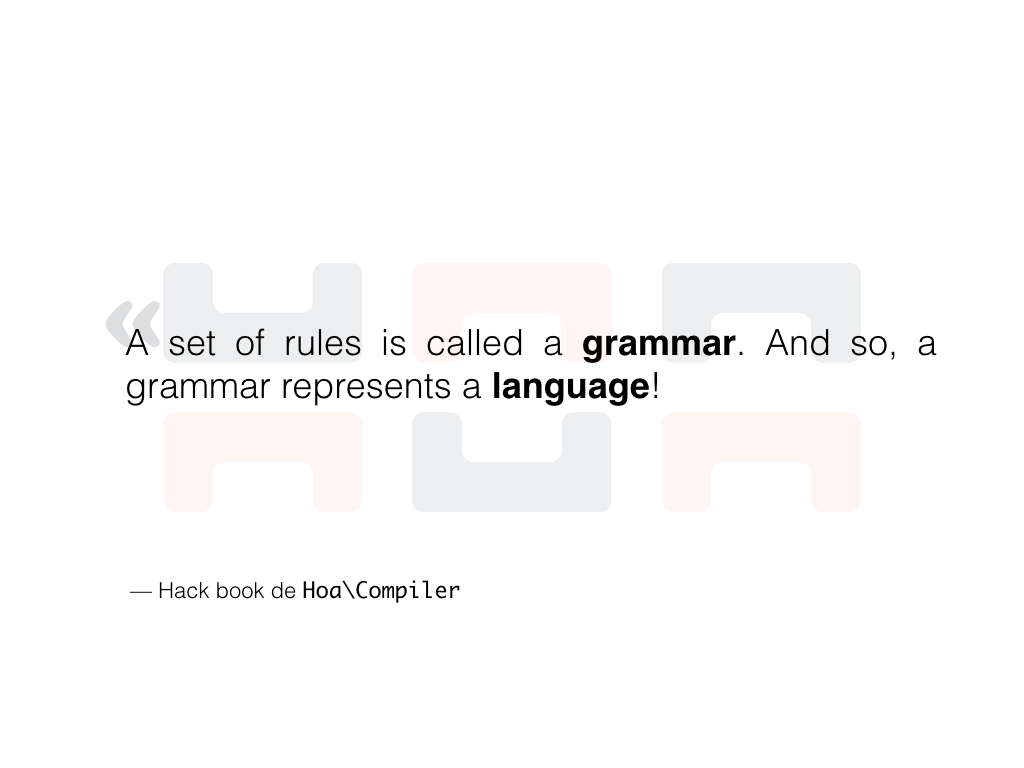 «
A set of rules is called a grammar. And so, a
grammar represents a language!
— Hack book de Hoa\Compiler